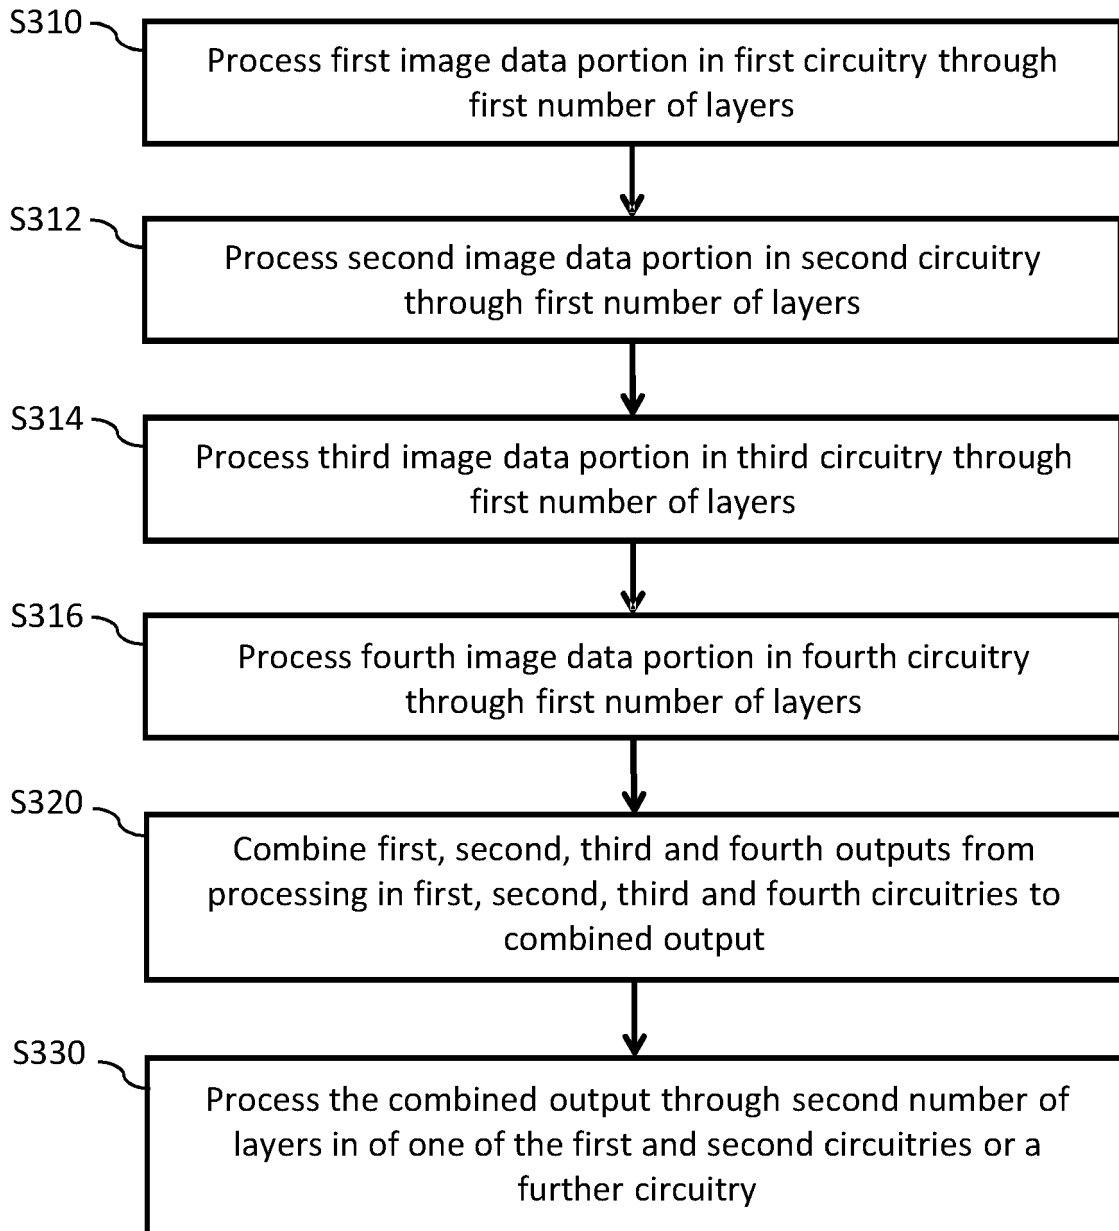 S310
Process first image data portion in first circuitry through
first number of layers
S312
Process second image data portion in second circuitry
through first number of layers
S314
Process third image data portion in third circuitry through
first number of layers
S316
Process fourth image data portion in fourth circuitry
through first number of layers
S320
Combine first, second, third and fourth outputs from
processing in first, second, third and fourth circuitries to
combined output
S330
Process the combined output through second number of
layers in of one of the first and second circuitries or a
further circuitry